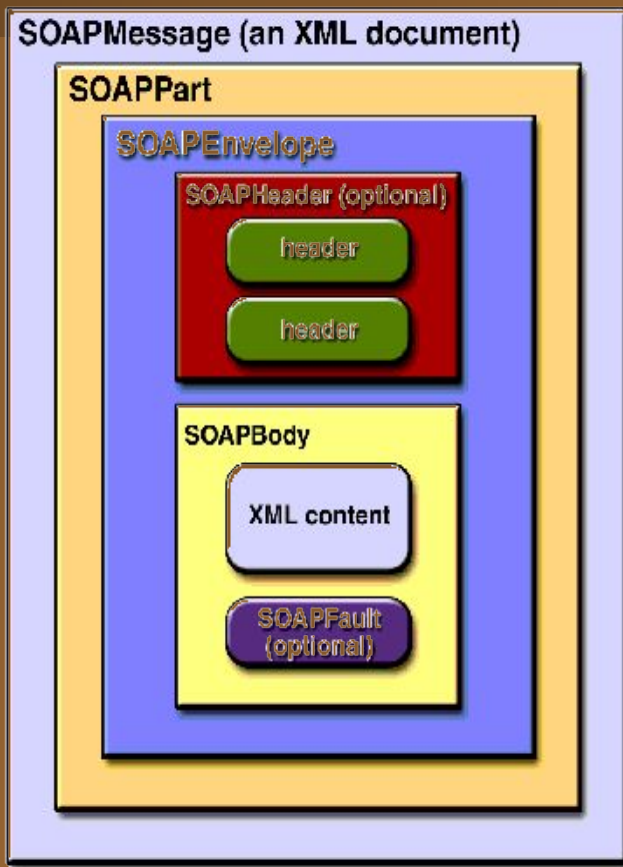 SOAPMessage (an XML document)
SOAPPart
SOAPEnvelope
SOAPHeader (optional)
header
header
SOAPBody
XML content
SOAPFault
(optional)